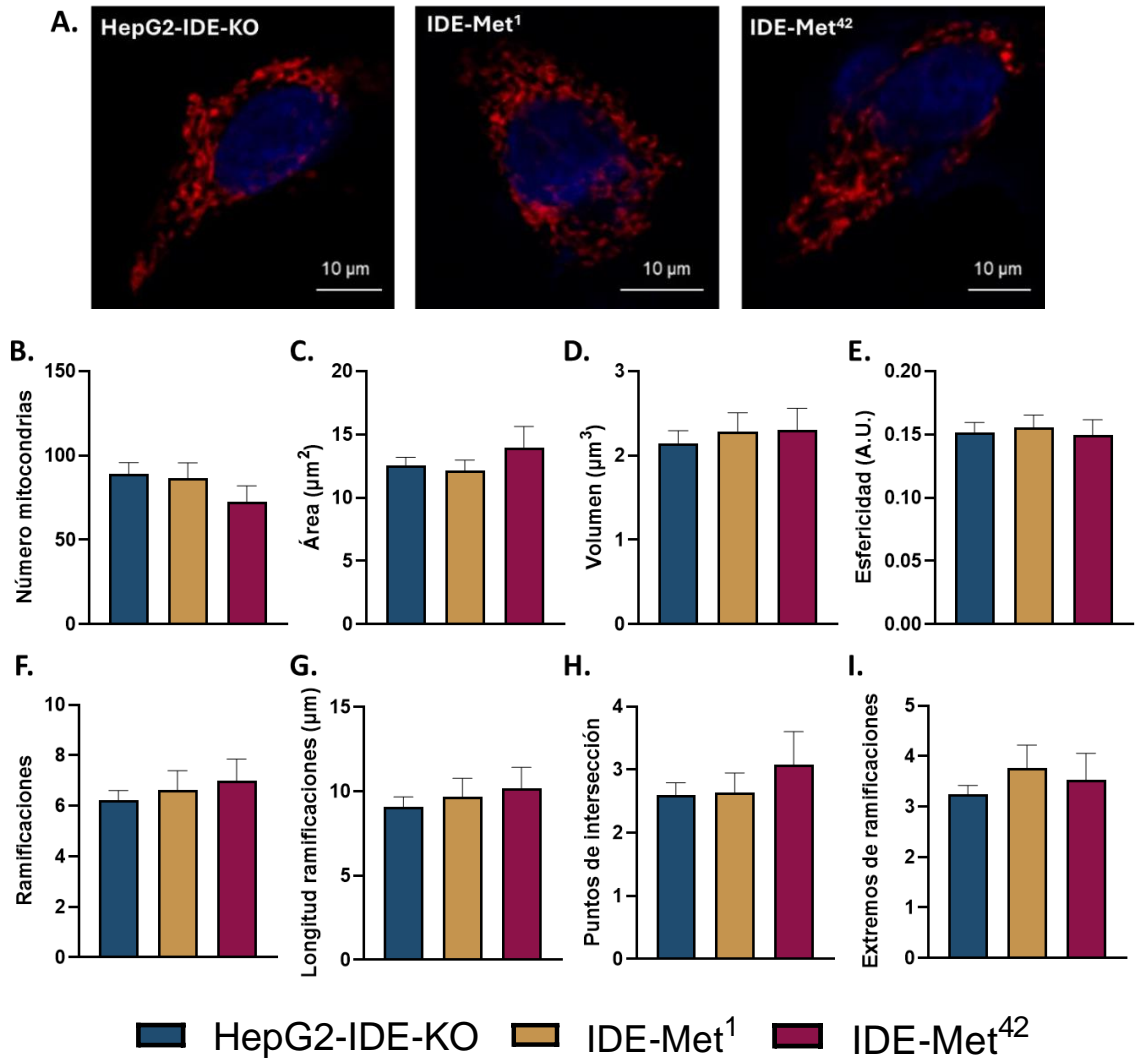 A.
HepG2-IDE-KO
IDE-Met¹
IDE-Met⁴²
10 µm
10 µm
10 µm
B.
Número mitocondrias
150
100
50
0
C.
Área (µm²)
20
15
10
5
0
D.
Volumen (µm³)
3
2
1
0
E.
Esfericidad (A.U.)
0.20
0.15
0.10
0.05
0.00
F.
Ramificaciones
10
8
6
4
2
0
G.
Longitud ramificaciones (µm)
15
10
5
0
H.
Puntos de intersección
4
3
2
1
0
I.
Extremos de ramificaciones
5
4
3
2
1
0
HepG2-IDE-KO IDE-Met¹ IDE-Met⁴²